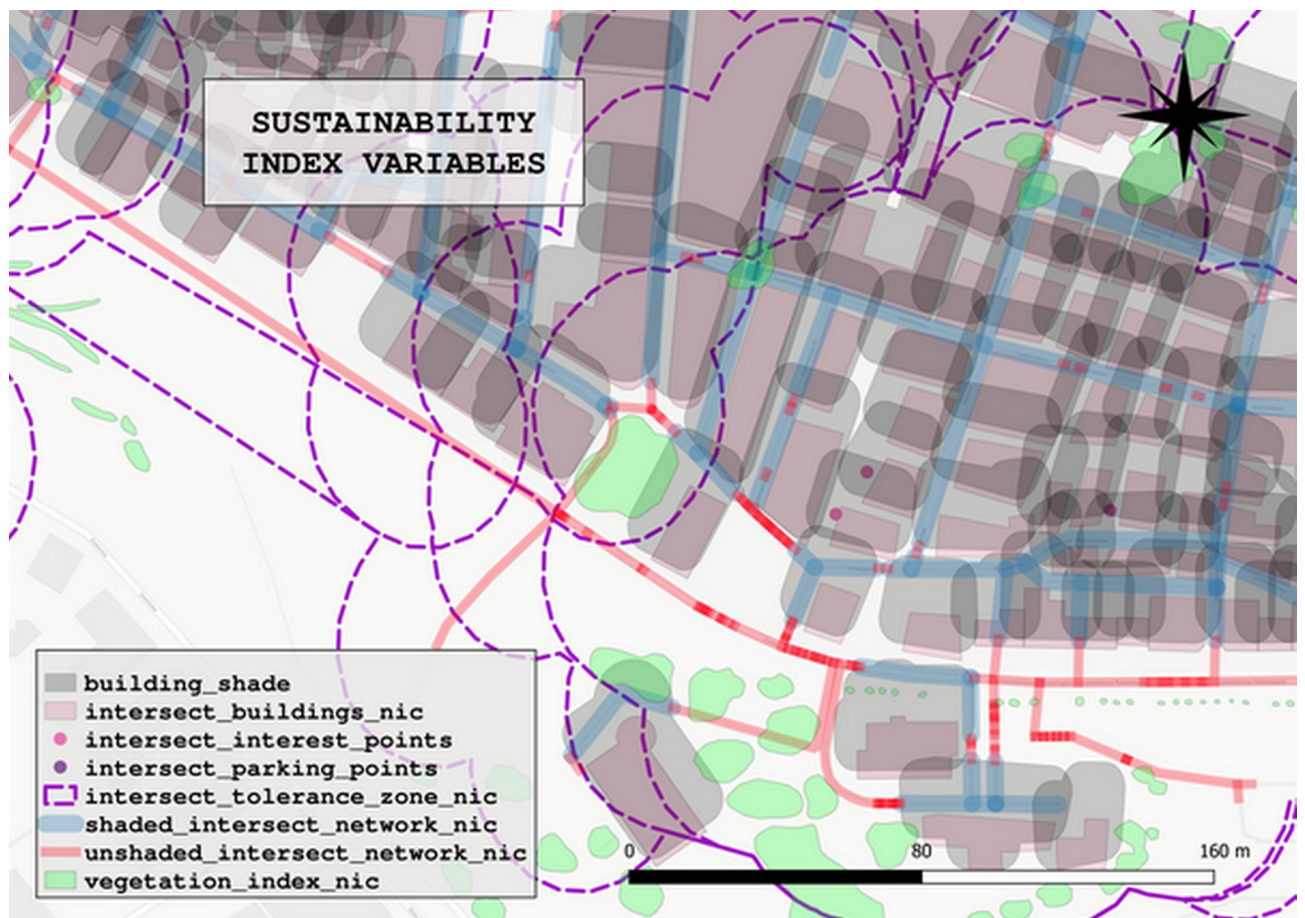 SUSTAINABILITY
INDEX VARIABLES
building_shade
intersect_buildings_nic
intersect_interest_points
intersect_parking_points
intersect_tolerance_zone_nic
shaded_intersect_network_nic
unshaded_intersect_network_nic
vegetation_index_nic
0 80 160 m